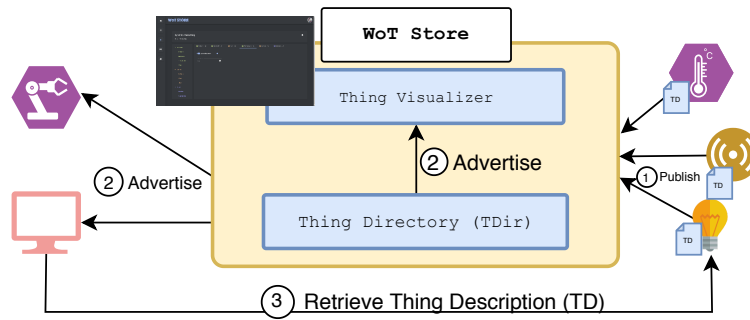 WoT Store
°C
TD
Thing Visualizer
② Advertise
② Advertise
① Publish
TD
Thing Directory (TDir)
TD
③ Retrieve Thing Description (TD)